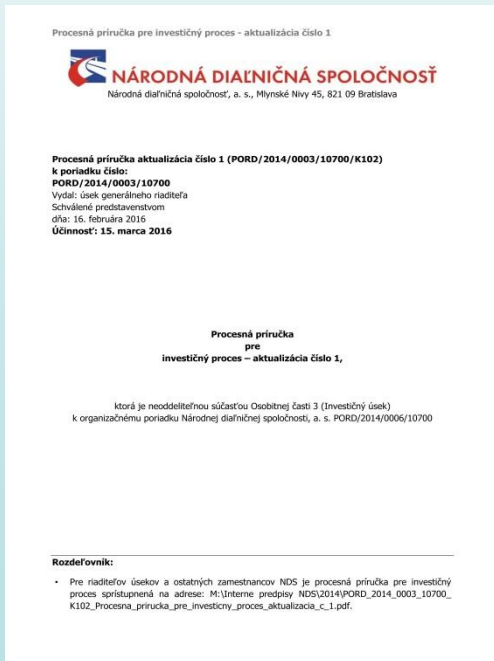 Procesná príručka pre investičný proces - aktualizácia číslo 1
NÁRODNÁ DIAĽNIČNÁ SPOLOČNOSŤ
Národná diaľničná spoločnosť, a. s., Mlynské Nivy 45, 821 09 Bratislava
Procesná príručka aktualizácia číslo 1 (PORD/2014/0003/10700/K102)
k poriadku číslo:
PORD/2014/0003/10700
Vydal: úsek generálneho riaditeľa
Schválené predstavenstvom
dňa: 16. februára 2016
Účinnosť: 15. marca 2016
Procesná príručka
pre
investičný proces – aktualizácia číslo 1,
ktorá je neoddeliteľnou súčasťou Osobitnej časti 3 (Investičný úsek)
k organizačnému poriadku Národnej diaľničnej spoločnosti, a. s. PORD/2014/0006/10700
Rozdeľovník:
• Pre riaditeľov úsekov a ostatných zamestnancov NDS je procesná príručka pre investičný
proces sprístupnená na adrese: M:\Interne predpisy NDS\2014\PORD_2014_0003_10700_
K102_Procesna_prirucka_pre_investicny_proces_aktualizacia_c_1.pdf.